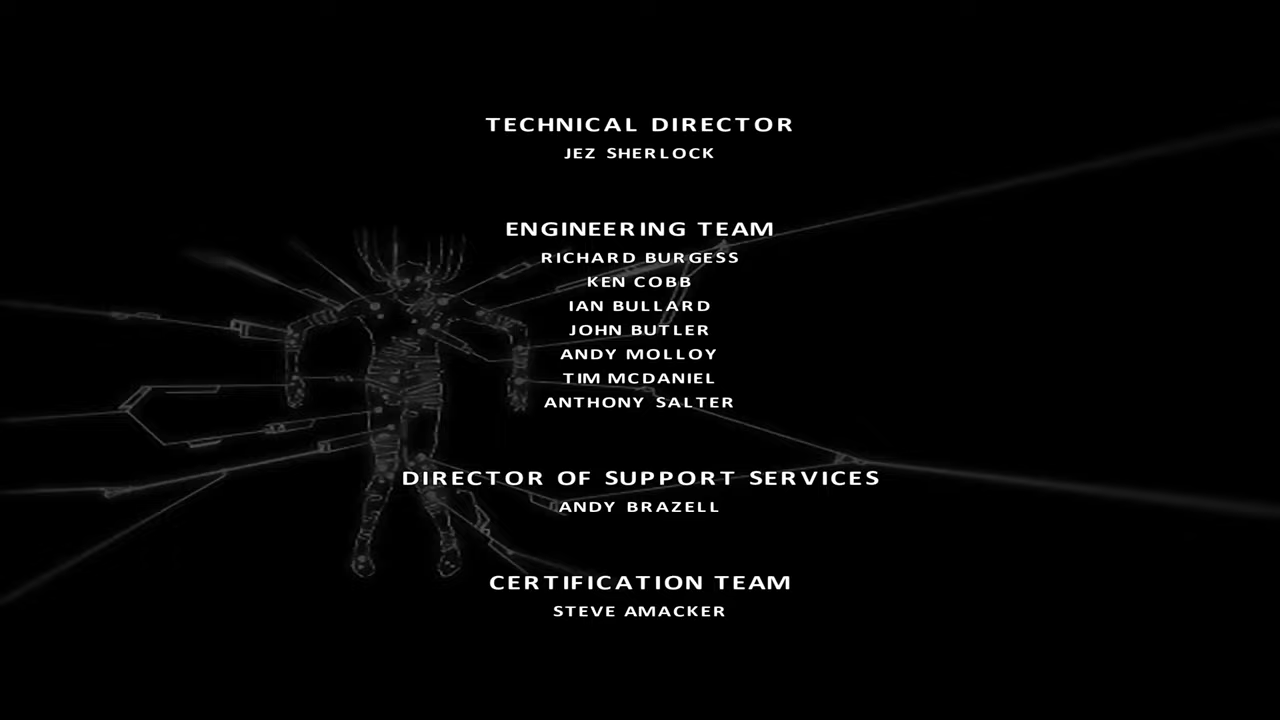 TECHNICAL DIRECTOR
JEZ SHERLOCK
ENGINEERING TEAM
RICHARD BURGESS
KEN COBB
IAN BULLARD
JOHN BUTLER
ANDY MOLLOY
TIM MCDANIEL
ANTHONY SALTER
DIRECTOR OF SUPPORT SERVICES
ANDY BRAZELL
CERTIFICATION TEAM
STEVE AMACKER